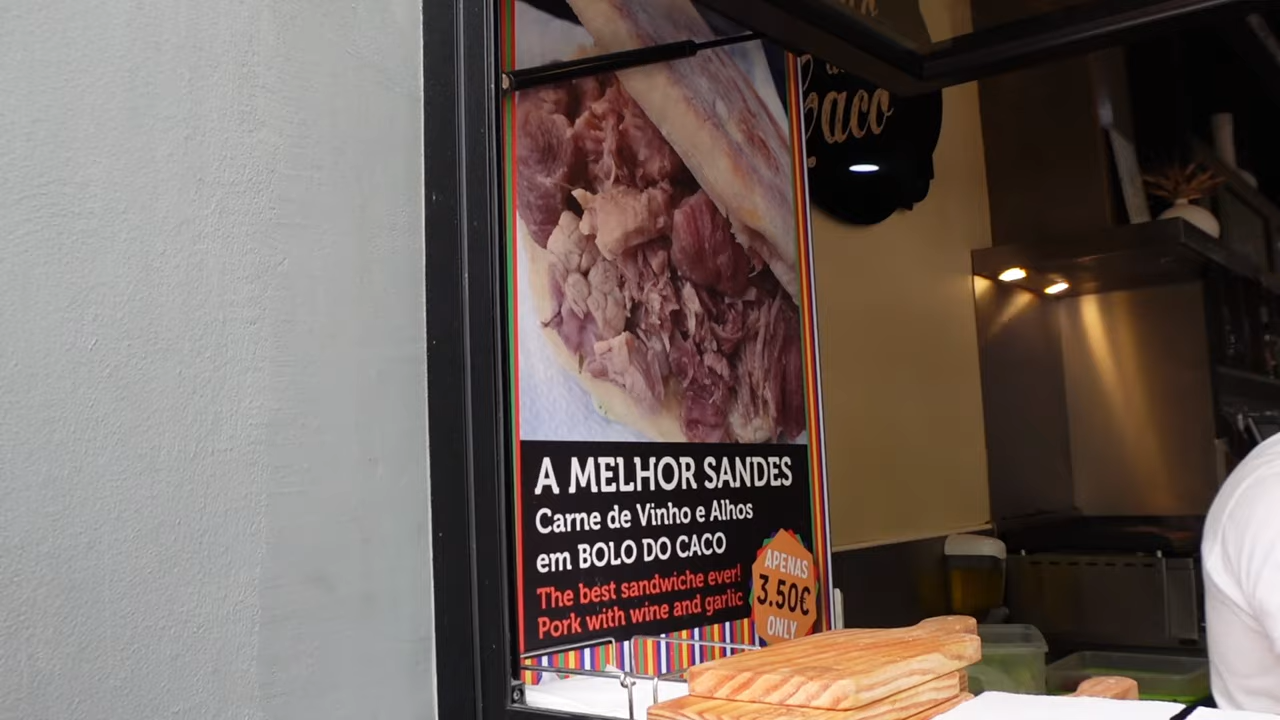 Caco
A MELHOR SANDES
Carne de Vinho e Alhos
em BOLO DO CACO
The best sandwiche ever!
Pork with wine and garlic
APENAS
3.50€
ONLY